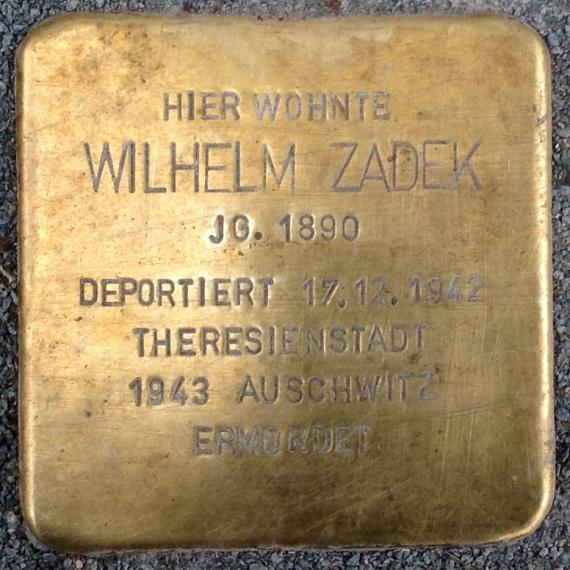 HIER WOHNTE
WILHELM ZADEK
JG. 1890
DEPORTIERT 17.12.1942
THERESIENSTADT
1943 AUSCHWITZ
ERMORDET